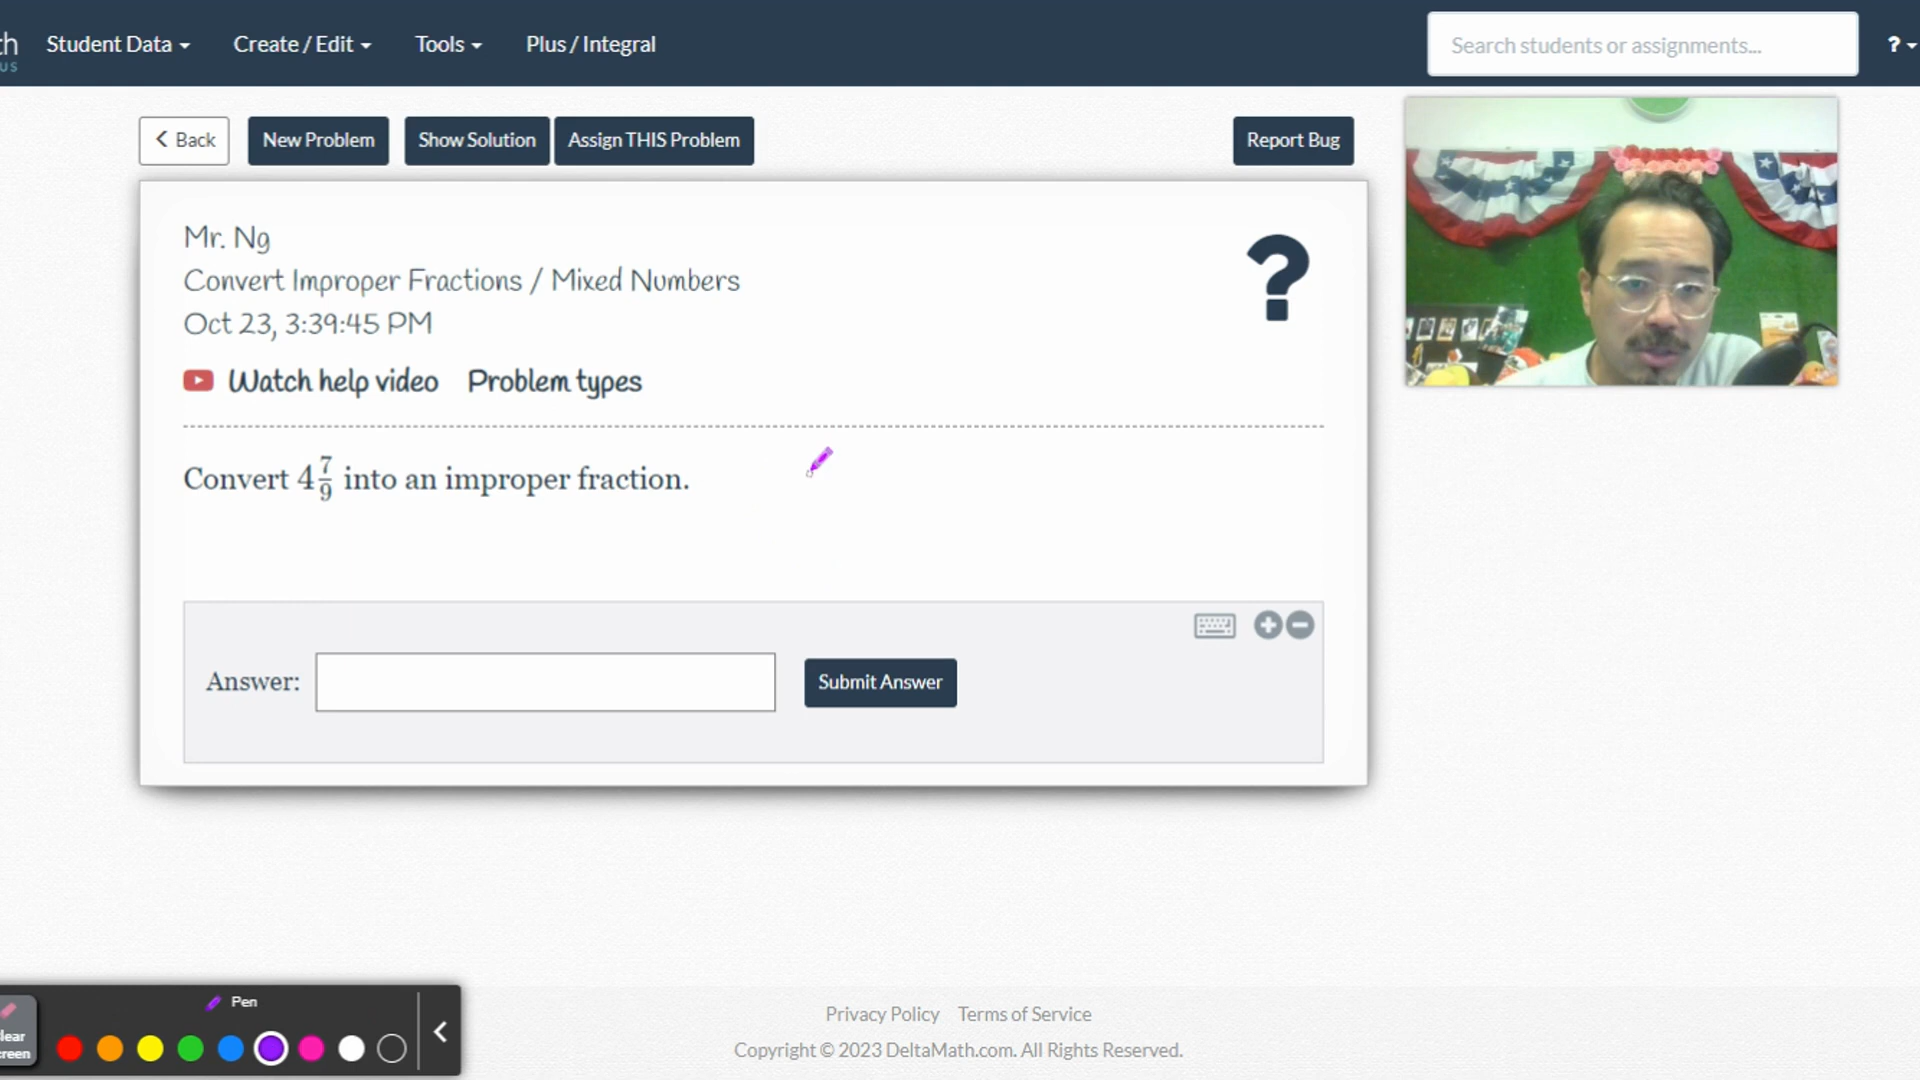 th Student Data Create / Edit Tools Plus / Integral Search students or assignments... ?
US
Back New Problem Show Solution Assign THIS Problem Report Bug
Mr. Ng
Convert Improper Fractions / Mixed Numbers
Oct 23, 3:39:45 PM
?
Watch help video Problem types
Convert 4 7/9 into an improper fraction.
Answer: Submit Answer
Pen
lear
creen
Privacy Policy Terms of Service
Copyright © 2023 DeltaMath.com. All Rights Reserved.